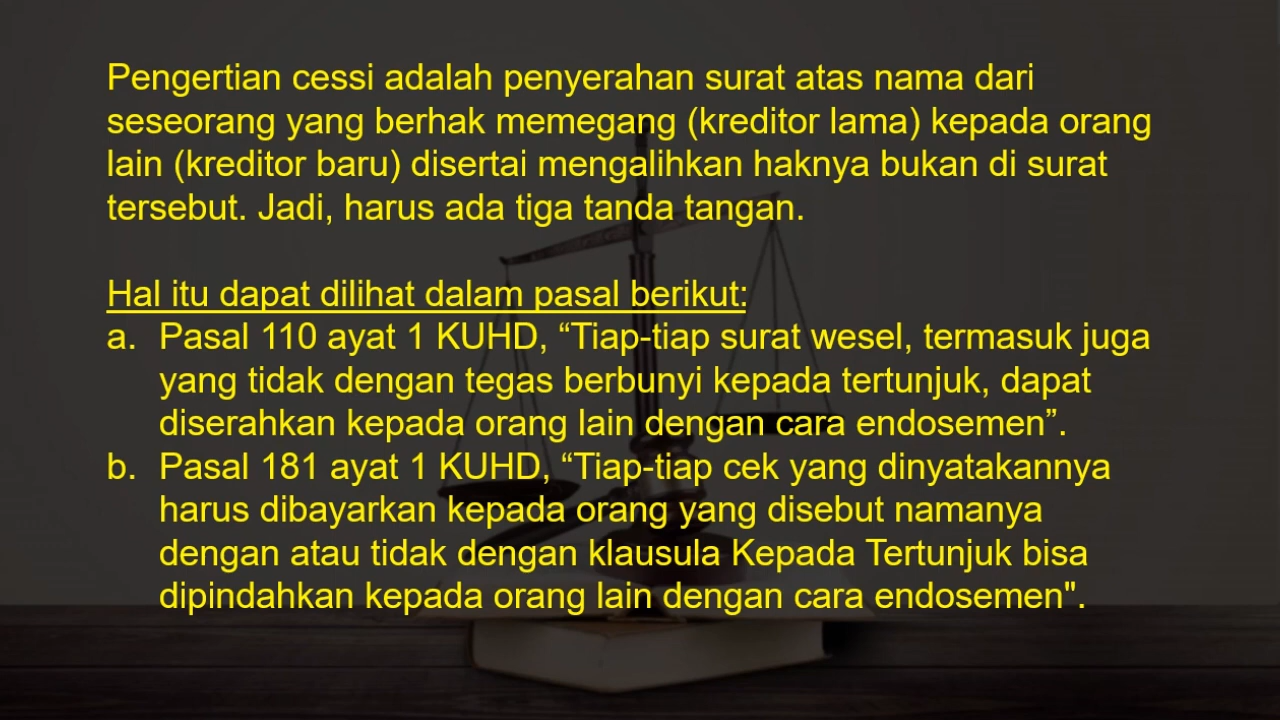 Pengertian cessi adalah penyerahan surat atas nama dari
seseorang yang berhak memegang (kreditor lama) kepada orang
lain (kreditor baru) disertai mengalihkan haknya bukan di surat
tersebut. Jadi, harus ada tiga tanda tangan.
Hal itu dapat dilihat dalam pasal berikut:
a. Pasal 110 ayat 1 KUHD, “Tiap-tiap surat wesel, termasuk juga
yang tidak dengan tegas berbunyi kepada tertunjuk, dapat
diserahkan kepada orang lain dengan cara endosemen”.
b. Pasal 181 ayat 1 KUHD, “Tiap-tiap cek yang dinyatakannya
harus dibayarkan kepada orang yang disebut namanya
dengan atau tidak dengan klausula Kepada Tertunjuk bisa
dipindahkan kepada orang lain dengan cara endosemen".